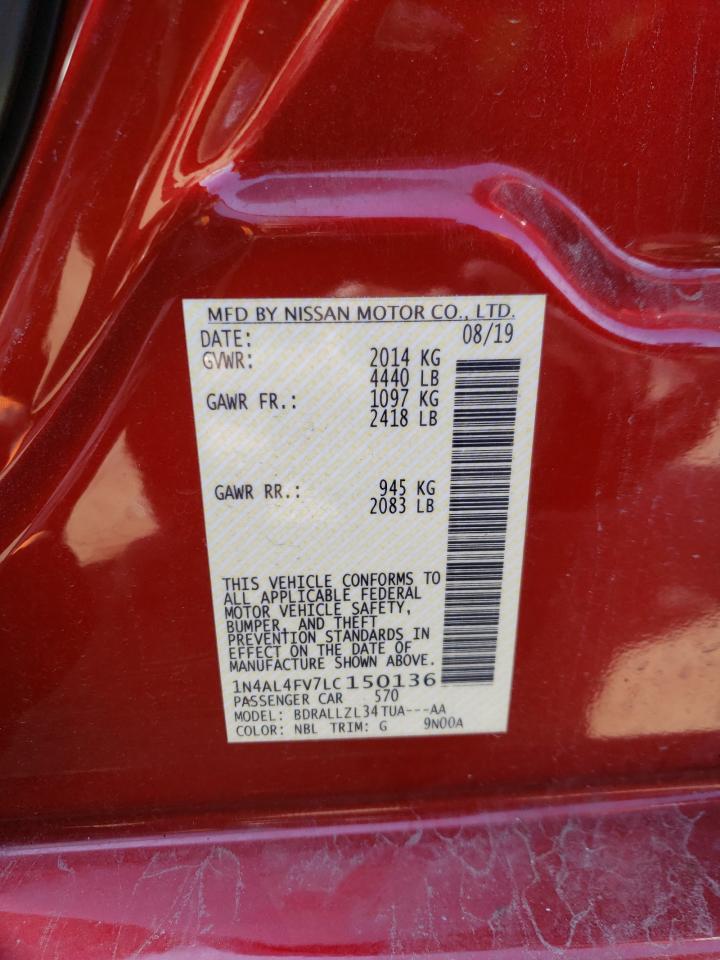 MFD BY NISSAN MOTOR CO., LTD.
DATE: 08/19
GVWR: 2014 KG
4440 LB
GAWR FR.: 1097 KG
2418 LB
GAWR RR.: 945 KG
2083 LB
THIS VEHICLE CONFORMS TO
ALL APPLICABLE FEDERAL
MOTOR VEHICLE SAFETY,
BUMPER, AND THEFT
PREVENTION STANDARDS IN
EFFECT ON THE DATE OF
MANUFACTURE SHOWN ABOVE.
1N4AL4FV7LC150136
PASSENGER CAR 570
MODEL: BDRALLZL34TUA---AA
COLOR: NBL TRIM: G 9N00A